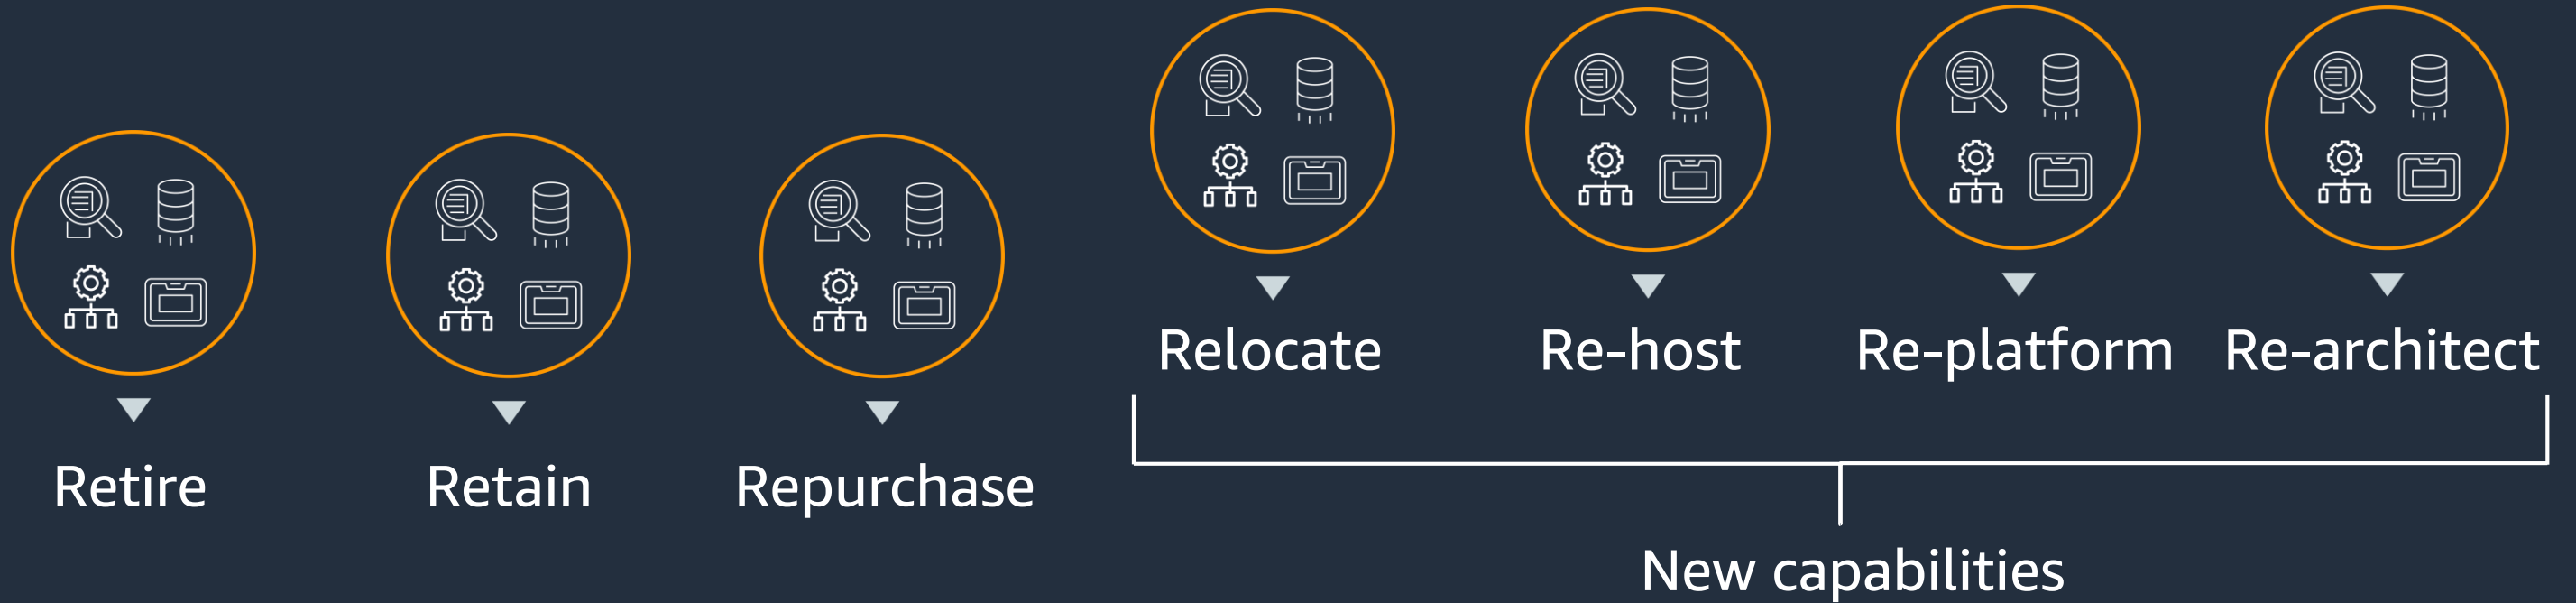 Relocate
Re-host
Re-platform
Re-architect
Retire
Retain
Repurchase
New capabilities